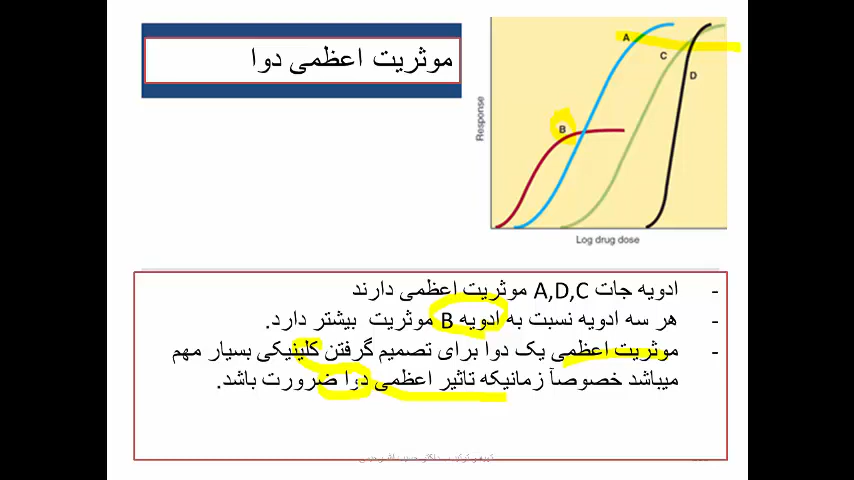 موثریت اعظمی دوا
A
B
C
D
Response
Log drug dose
- ادویه جات A,D,C موثریت اعظمی دارند
- هر سه ادویه نسبت به ادویه B موثریت بیشتر دارد.
- موثریت اعظمی یک دوا برای تصمیم گرفتن کلینیکی بسیار مهم
میباشد خصوصآ زمانیکه تاثیر اعظمی دوا ضرورت باشد.